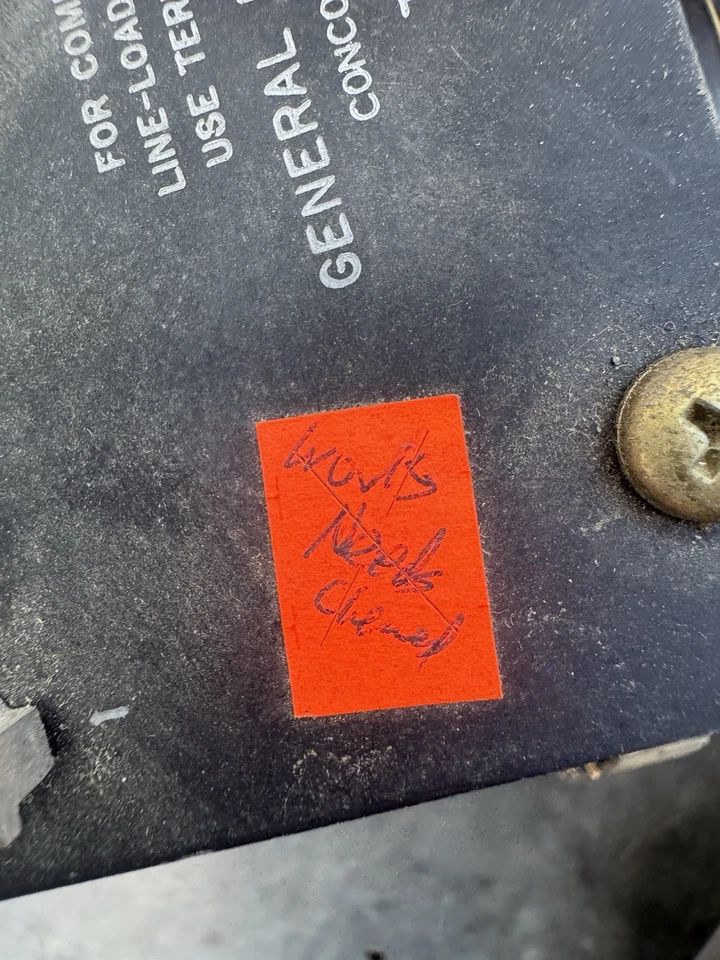 FOR COM
LINE-LOAD
USE TER
GENERAL
CONCO
Works
Needs
Cleaned